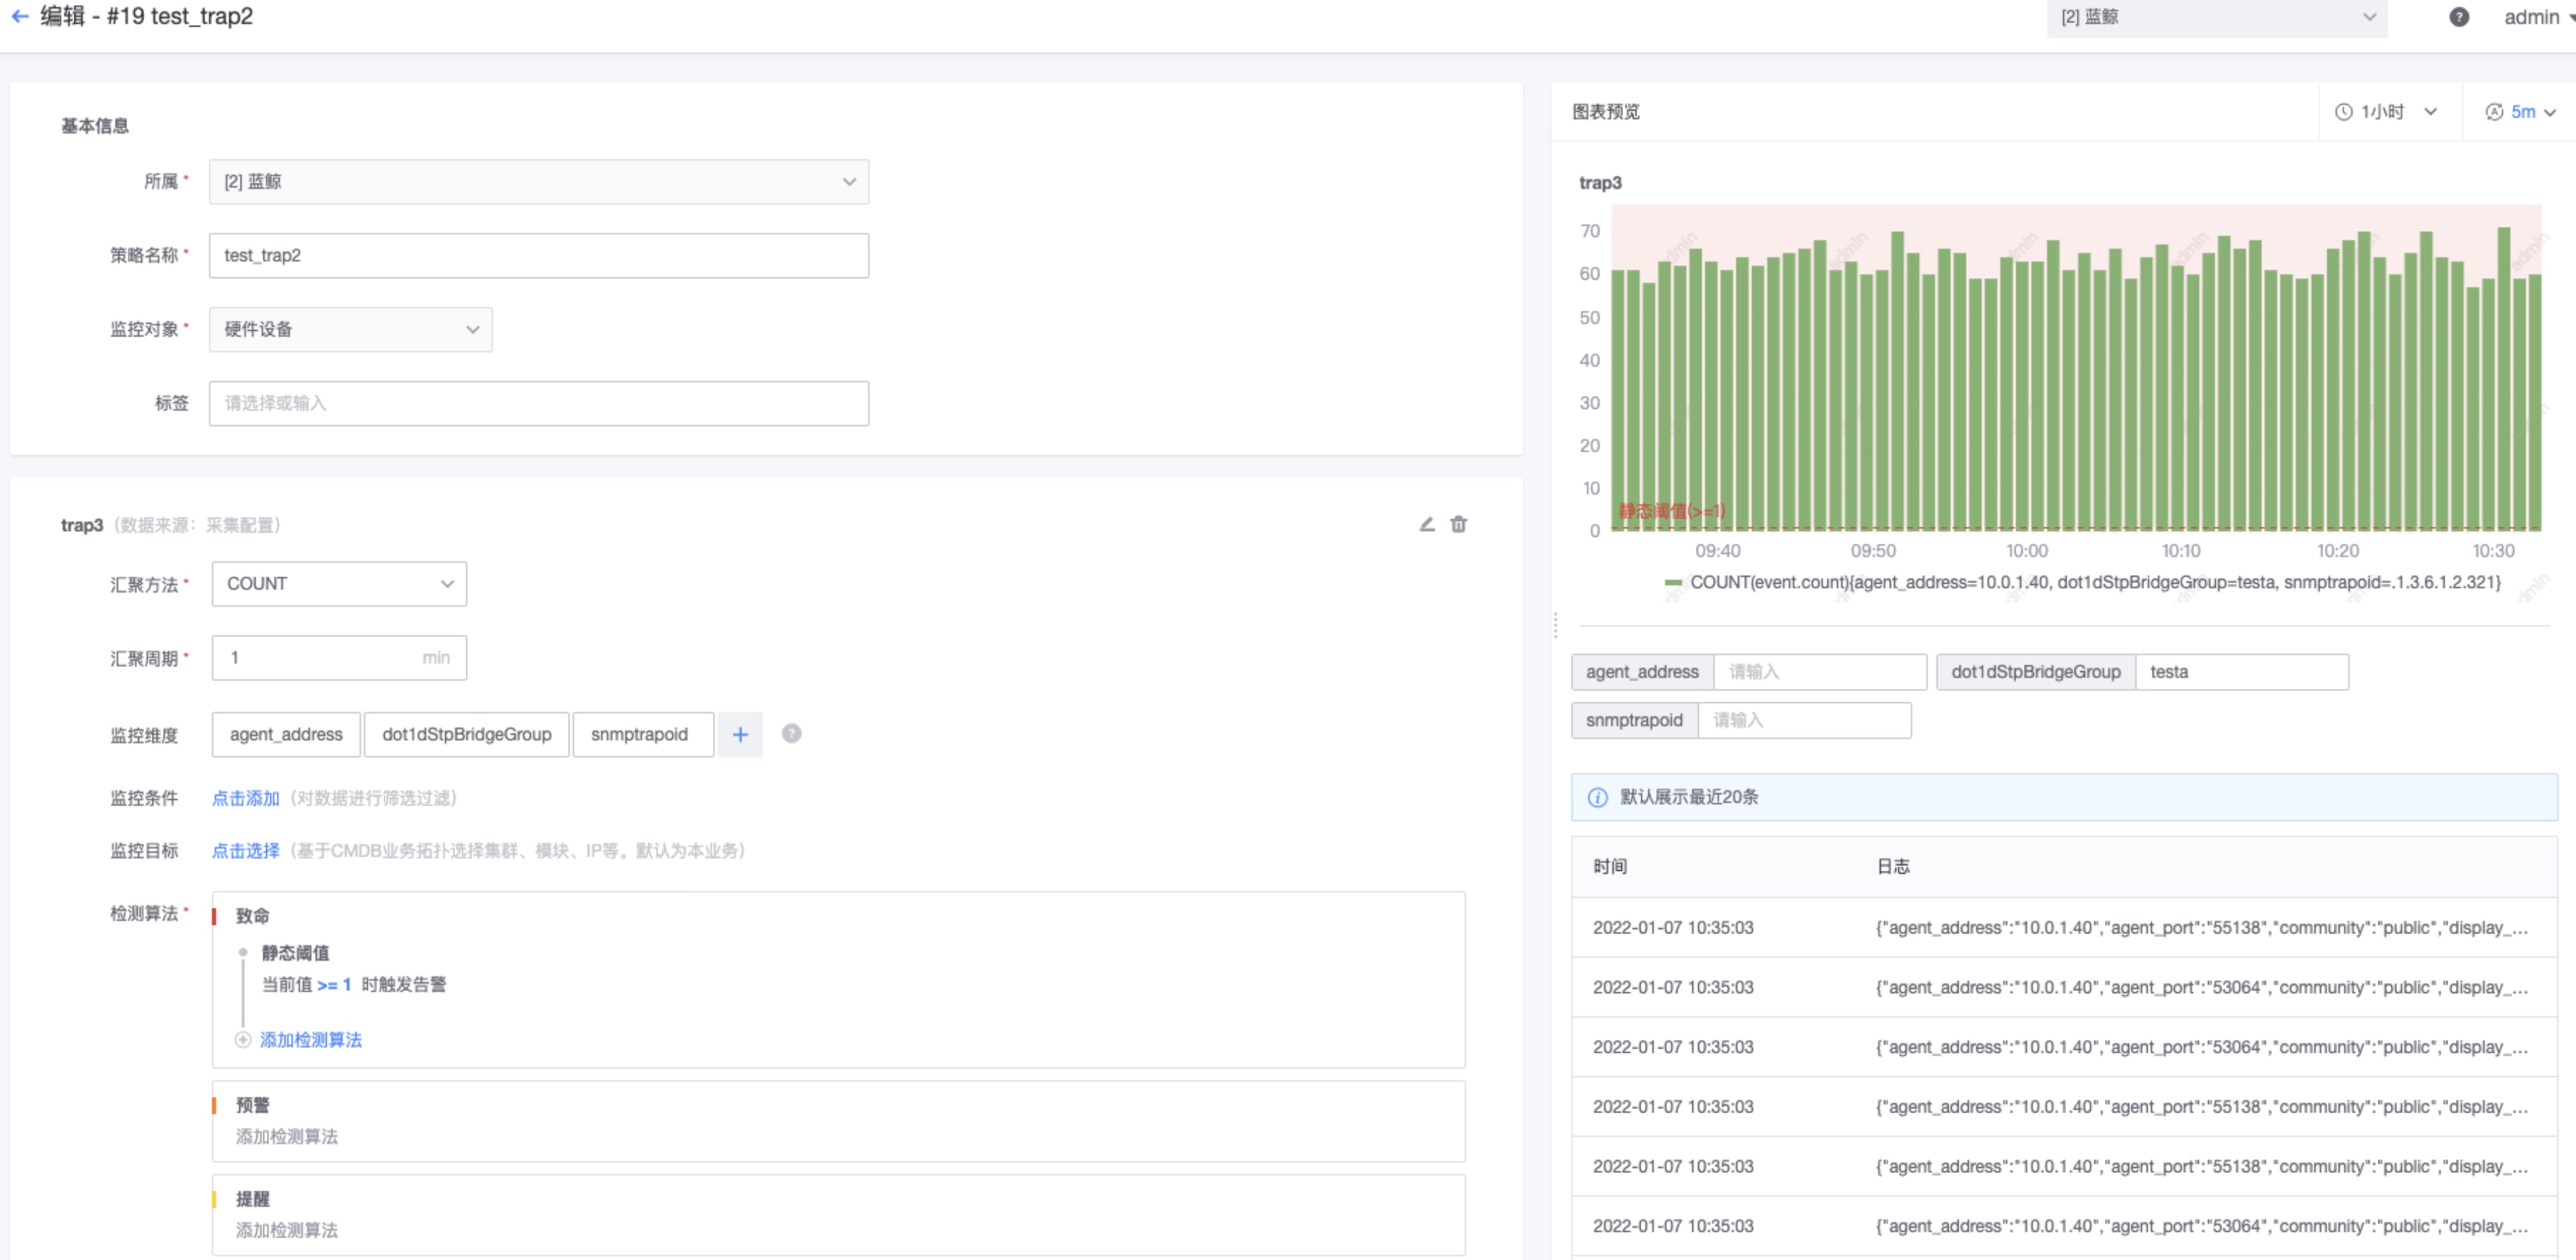 编辑 - #19 test_trap2
[2] 蓝鲸
admin
基本信息
所属 *
[2] 蓝鲸
策略名称 *
test_trap2
监控对象 *
硬件设备
标签
请选择或输入
trap3 (数据来源：采集配置)
汇聚方法 *
COUNT
汇聚周期 *
1 min
监控维度
agent_address
dot1dStpBridgeGroup
snmptrapoid
+
监控条件
点击添加 (对数据进行筛选过滤)
监控目标
点击选择 (基于CMDB业务拓扑选择集群、模块、IP等。默认为本业务)
检测算法 *
致命
静态阈值
当前值 >= 1 时触发告警
添加检测算法
预警
添加检测算法
提醒
添加检测算法
图表预览
1小时
5m
trap3
70
60
50
40
30
20
10
0
静态阈值(>=1)
09:40 09:50 10:00 10:10 10:20 10:30
COUNT(event.count){agent_address=10.0.1.40, dot1dStpBridgeGroup=testa, snmptrapoid=.1.3.6.1.2.321}
agent_address 请输入
dot1dStpBridgeGroup testa
snmptrapoid 请输入
默认展示最近20条
时间 日志
2022-01-07 10:35:03 {"agent_address":"10.0.1.40","agent_port":"55138","community":"public","display_...
2022-01-07 10:35:03 {"agent_address":"10.0.1.40","agent_port":"53064","community":"public","display_...
2022-01-07 10:35:03 {"agent_address":"10.0.1.40","agent_port":"53064","community":"public","display_...
2022-01-07 10:35:03 {"agent_address":"10.0.1.40","agent_port":"55138","community":"public","display_...
2022-01-07 10:35:03 {"agent_address":"10.0.1.40","agent_port":"55138","community":"public","display_...
2022-01-07 10:35:03 {"agent_address":"10.0.1.40","agent_port":"53064","community":"public","display_...